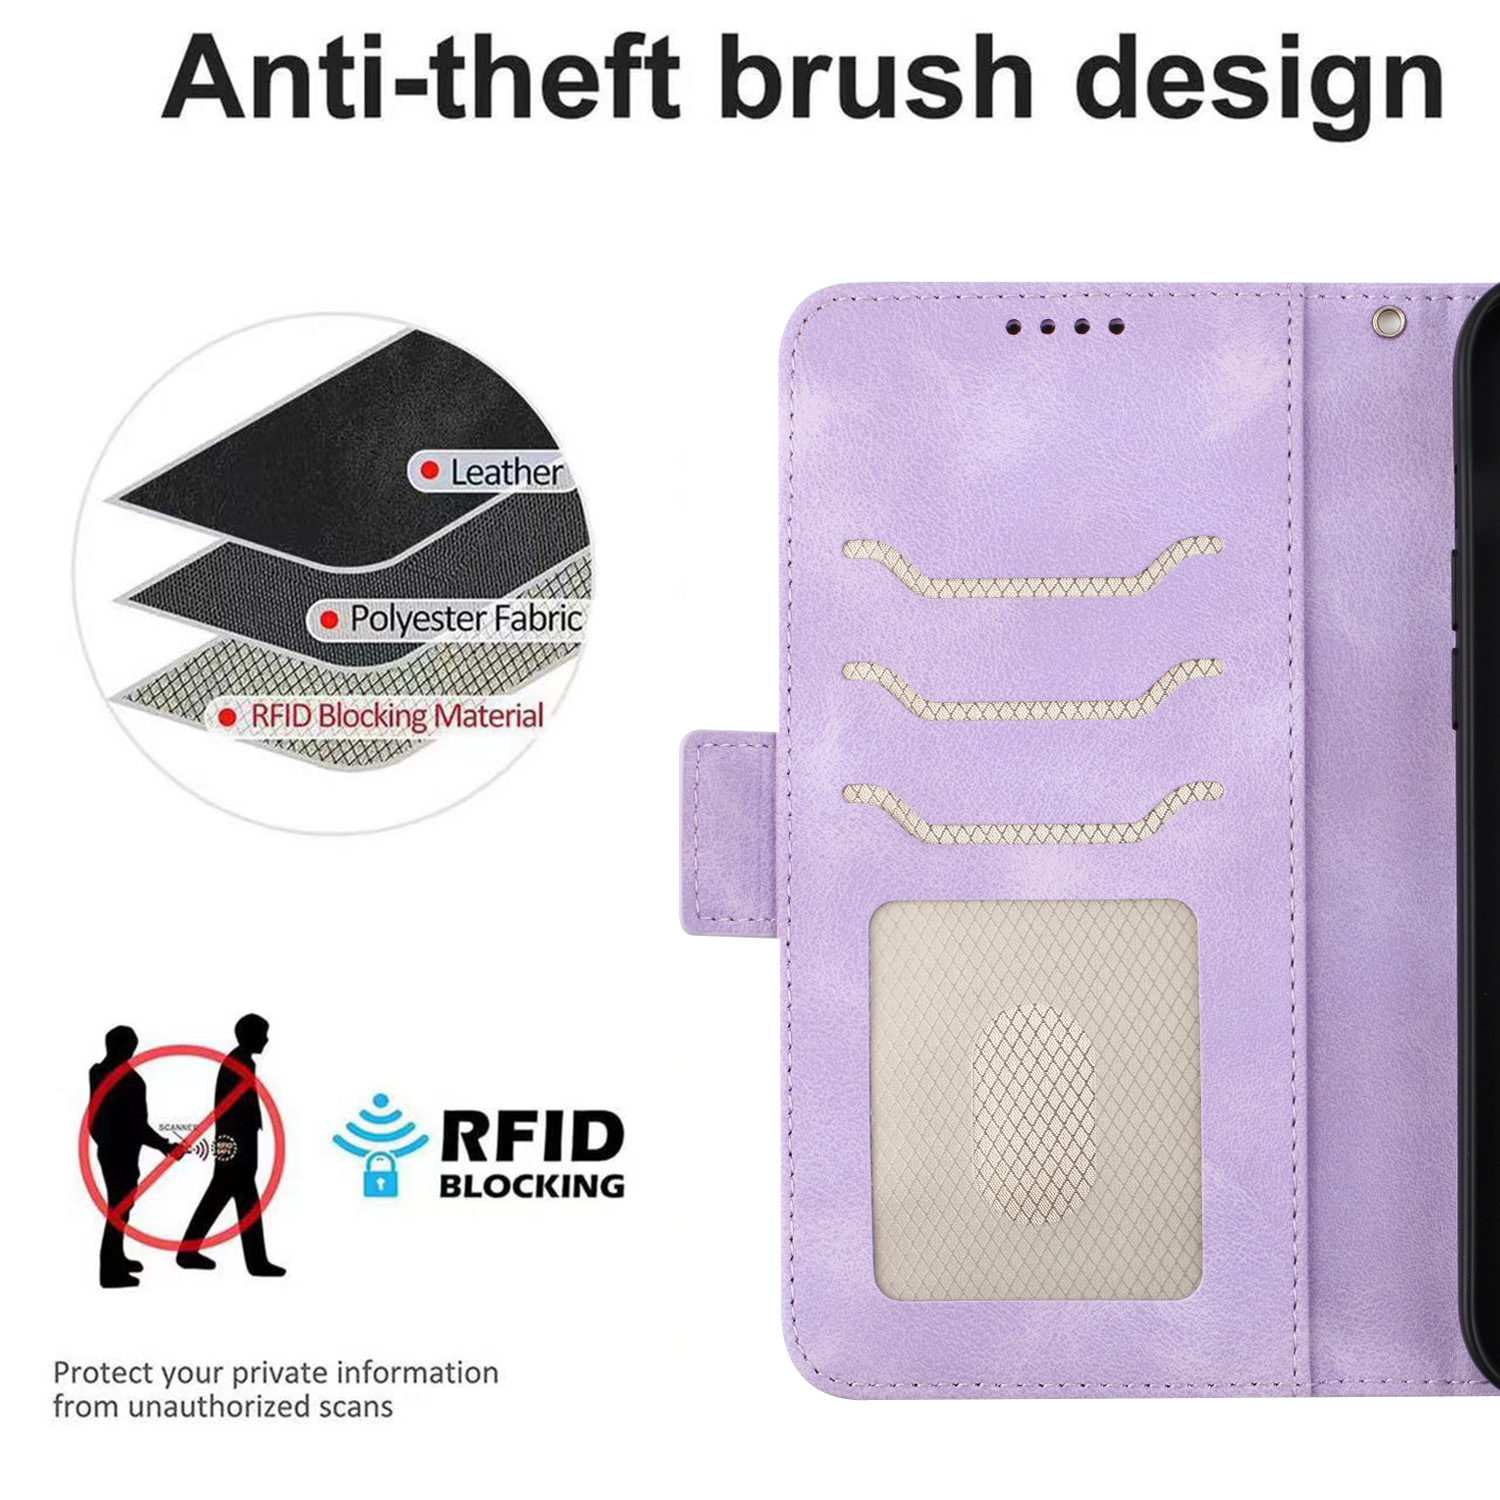 Anti-theft brush design
Leather
Polyester Fabric
RFID Blocking Material
SCANNER
RFID
BLOCKING
Protect your private information
from unauthorized scans